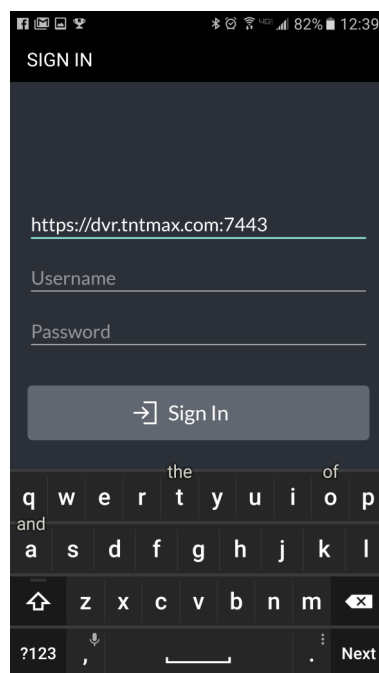 82% 12:39
SIGN IN
https://dvr.tntmax.com:7443
Username
Password
Sign In
the of
q w e r t y u i o p
and
a s d f g h j k l
z x c v b n m
?123 , . Next